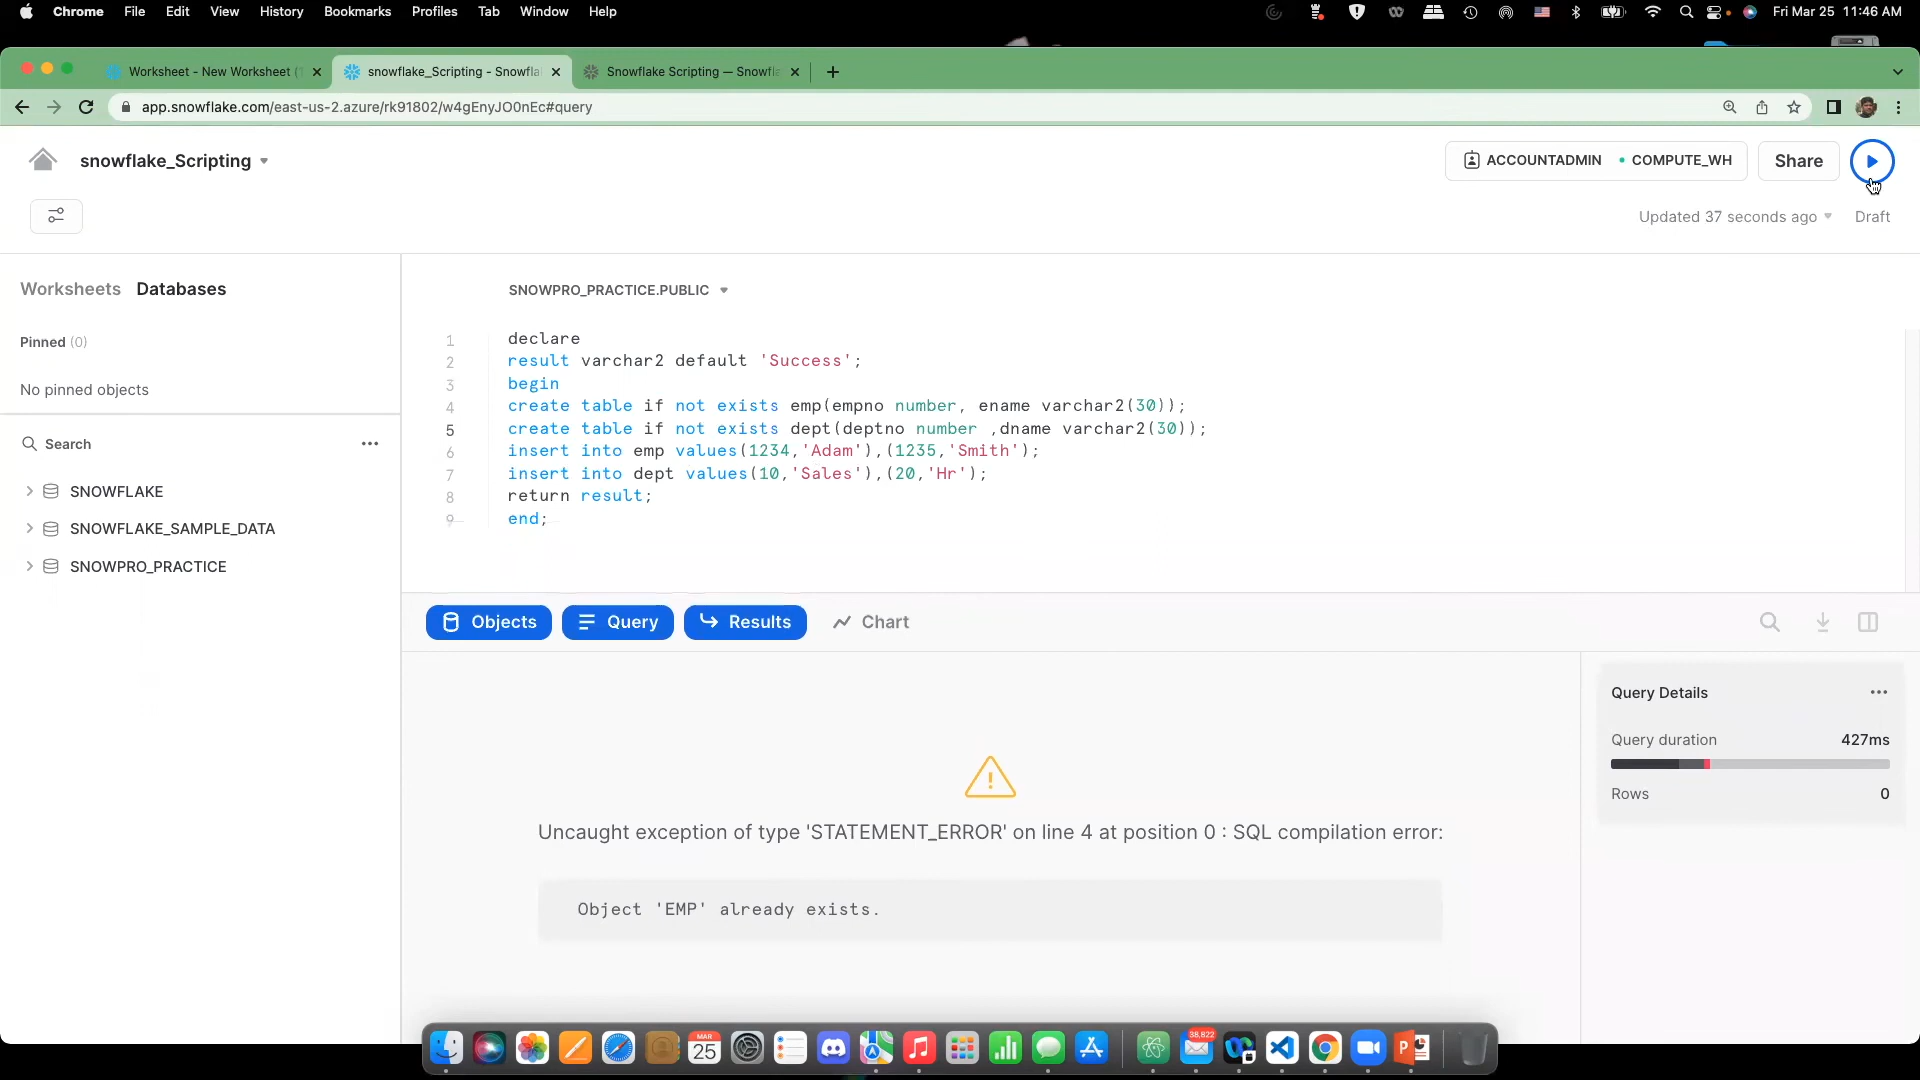 Chrome File Edit View History Bookmarks Profiles Tab Window Help Fri Mar 25 11:46 AM
Worksheet - New Worksheet ( snowflake_Scripting - Snowfla Snowflake Scripting — Snowfl
app.snowflake.com/east-us-2.azure/rk91802/w4gEnyJO0nEc#query
snowflake_Scripting ACCOUNTADMIN COMPUTE_WH Share
Updated 37 seconds ago Draft
Worksheets Databases
SNOWPRO_PRACTICE.PUBLIC
Pinned (0)
No pinned objects
Search
SNOWFLAKE
SNOWFLAKE_SAMPLE_DATA
SNOWPRO_PRACTICE
1 declare
2 result varchar2 default 'Success';
3 begin
4 create table if not exists emp(empno number, ename varchar2(30));
5 create table if not exists dept(deptno number ,dname varchar2(30));
6 insert into emp values(1234,'Adam'),(1235,'Smith');
7 insert into dept values(10,'Sales'),(20,'Hr');
8 return result;
9 end;
Objects Query Results Chart
Query Details
Query duration 427ms
Rows 0
Uncaught exception of type 'STATEMENT_ERROR' on line 4 at position 0 : SQL compilation error:
Object 'EMP' already exists.
MAR
25
38,822